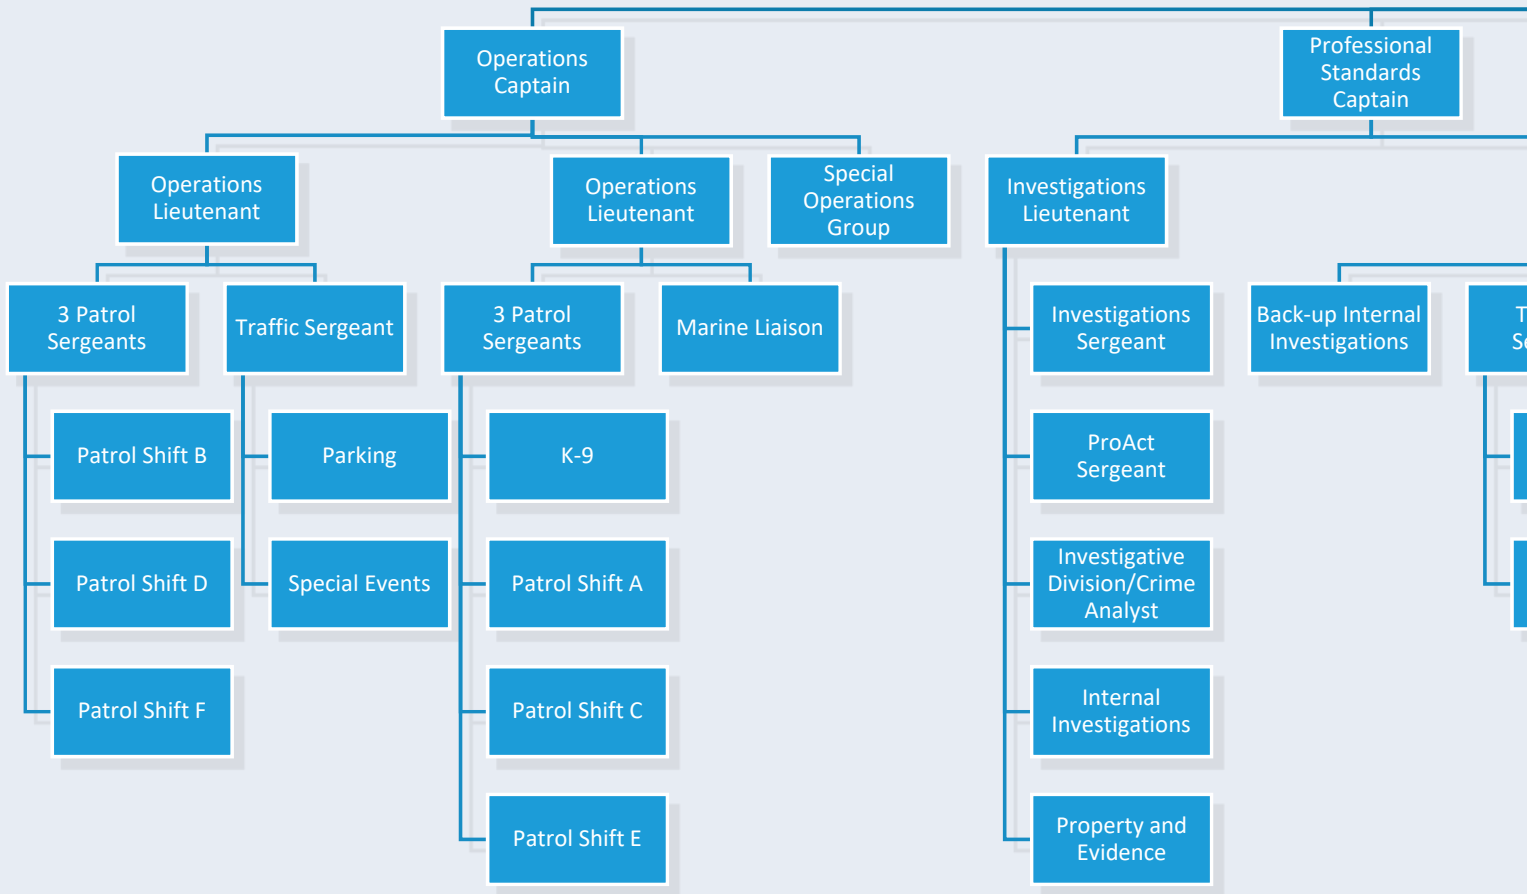 Operations
Captain
Professional
Standards
Captain
Operations
Lieutenant
Operations
Lieutenant
Special
Operations
Group
Investigations
Lieutenant
3 Patrol
Sergeants
Traffic Sergeant
3 Patrol
Sergeants
Marine Liaison
Investigations
Sergeant
Back-up Internal
Investigations
Patrol Shift B
Parking
K-9
ProAct
Sergeant
Patrol Shift D
Special Events
Patrol Shift A
Investigative
Division/Crime
Analyst
Patrol Shift F
Patrol Shift C
Internal
Investigations
Patrol Shift E
Property and
Evidence